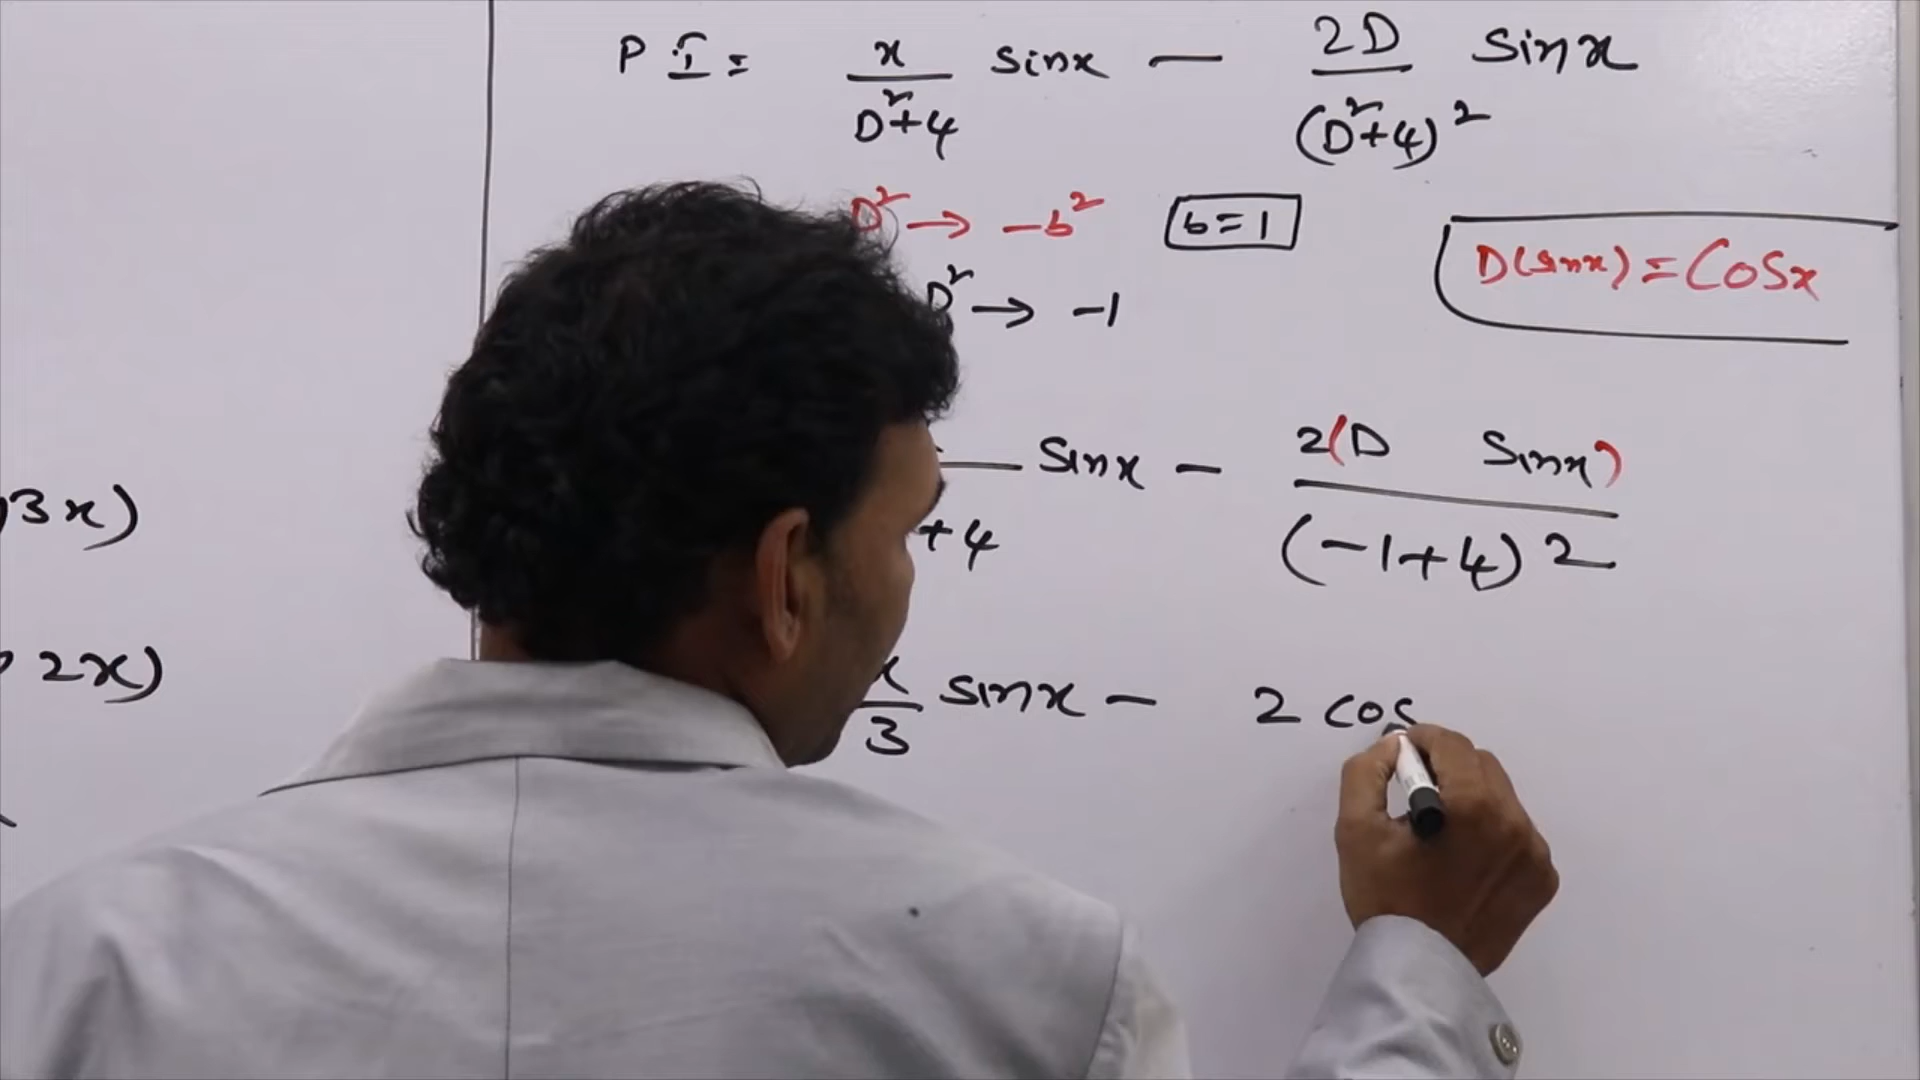 P I = x/(D²+4) sinx — 2D/(D²+4)² sinx
D² → -b² b=1
D² → -1
D(sinx) = Cosx
sinx — 2(D sinx)/(-1+4)²
+4
3x)
x/3 sinx — 2 cos
2x)